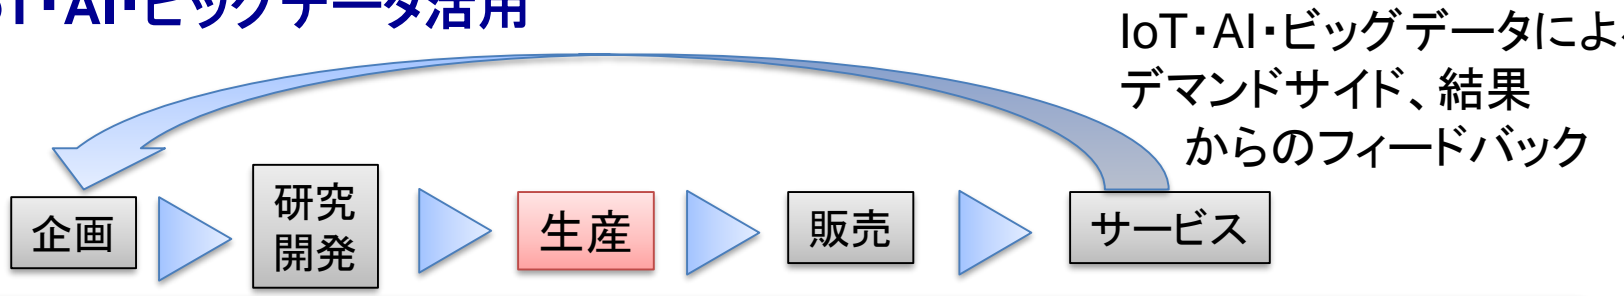 oT・AI・ビッグデータ活用
IoT・AI・ビッグデータによる
デマンドサイド、結果
からのフィードバック
企画
研究
開発
生産
販売
サービス